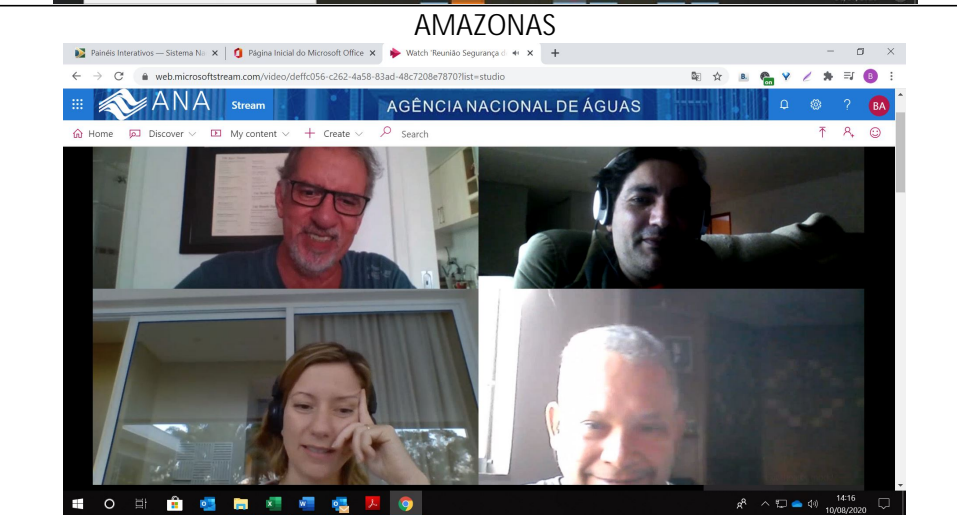 AMAZONAS
Painéis Interativos — Sistema Na
Página Inicial do Microsoft Office
Watch 'Reunião Segurança d
web.microsoftstream.com/video/deffc056-c262-4a58-83ad-48c7208e7870?list=studio
ANA
Stream
AGÊNCIA NACIONAL DE ÁGUAS
BA
Home
Discover
My content
Create
Search
14:16
10/08/2020